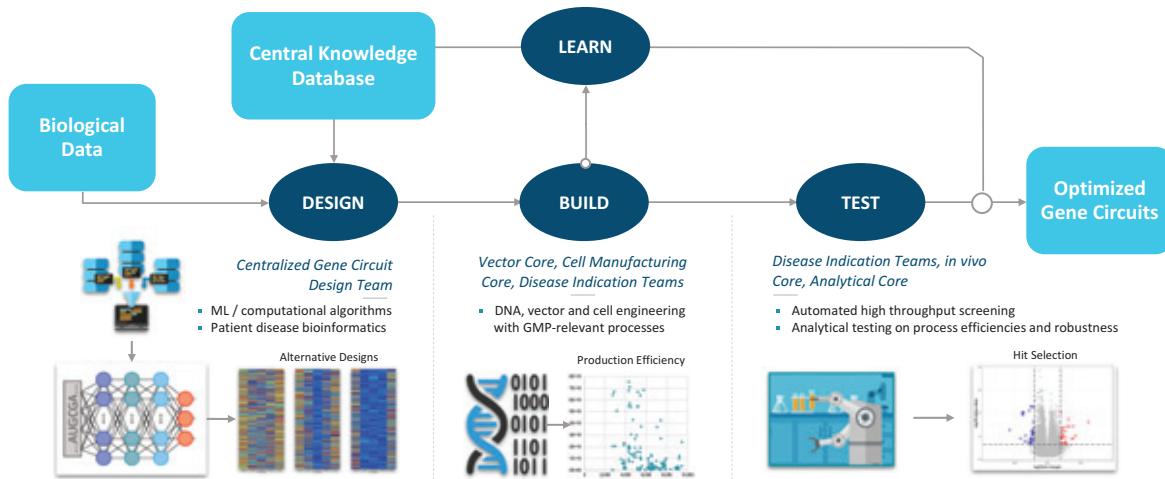 Central Knowledge
Database
LEARN
Biological
Data
DESIGN
BUILD
TEST
Optimized
Gene Circuits
Centralized Gene Circuit
Design Team
ML / computational algorithms
Patient disease bioinformatics
Vector Core, Cell Manufacturing
Core, Disease Indication Teams
DNA, vector and cell engineering
with GMP-relevant processes
Disease Indication Teams, in vivo
Core, Analytical Core
Automated high throughput screening
Analytical testing on process efficiencies and robustness
Alternative Designs
AUGCGA
Production Efficiency
0101
1000
0101
1101
1011
Hit Selection